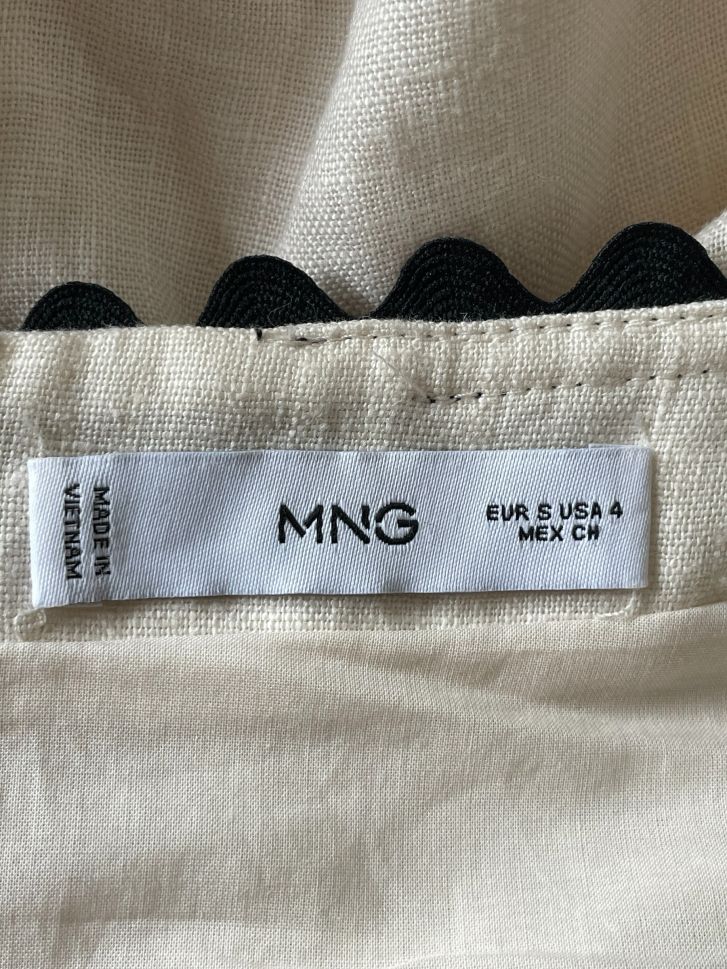 MADE IN
VIETNAM
MNG
EUR S USA 4
MEX CH